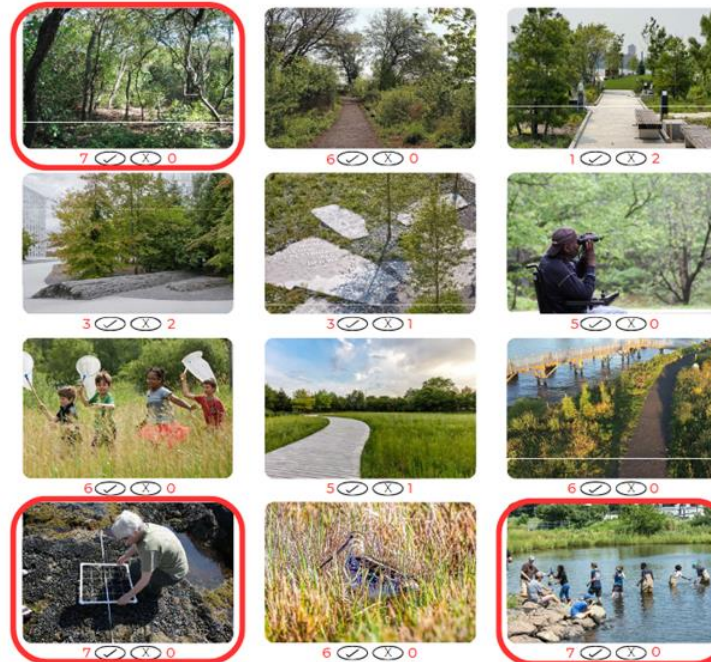 7 ✓ X 0
6 ✓ X 0
1 ✓ X 2
3 ✓ X 2
3 ✓ X 1
5 ✓ X 0
6 ✓ X 0
5 ✓ X 1
6 ✓ X 0
7 ✓ X 0
6 ✓ X 0
7 ✓ X 0